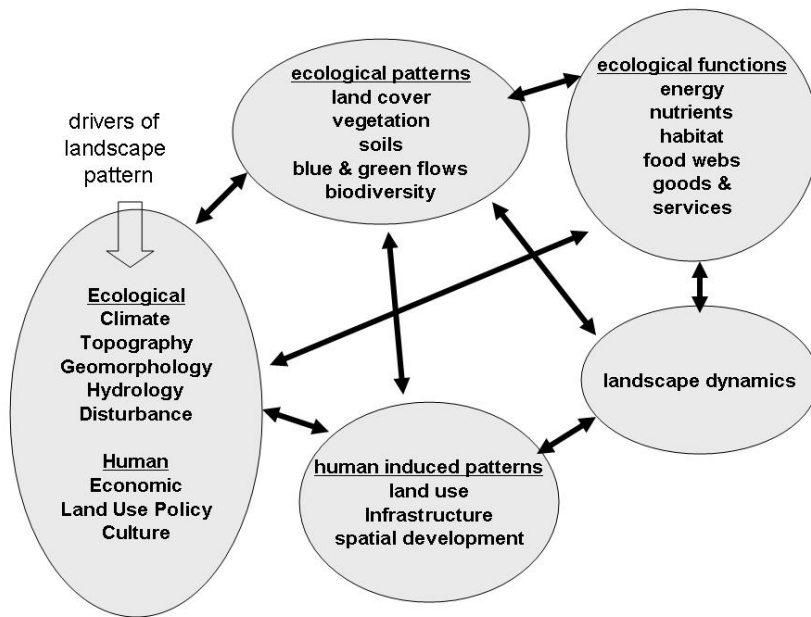 drivers of
landscape
pattern
Ecological
Climate
Topography
Geomorphology
Hydrology
Disturbance
Human
Economic
Land Use Policy
Culture
ecological patterns
land cover
vegetation
soils
blue & green flows
biodiversity
ecological functions
energy
nutrients
habitat
food webs
goods &
services
human induced patterns
land use
Infrastructure
spatial development
landscape dynamics